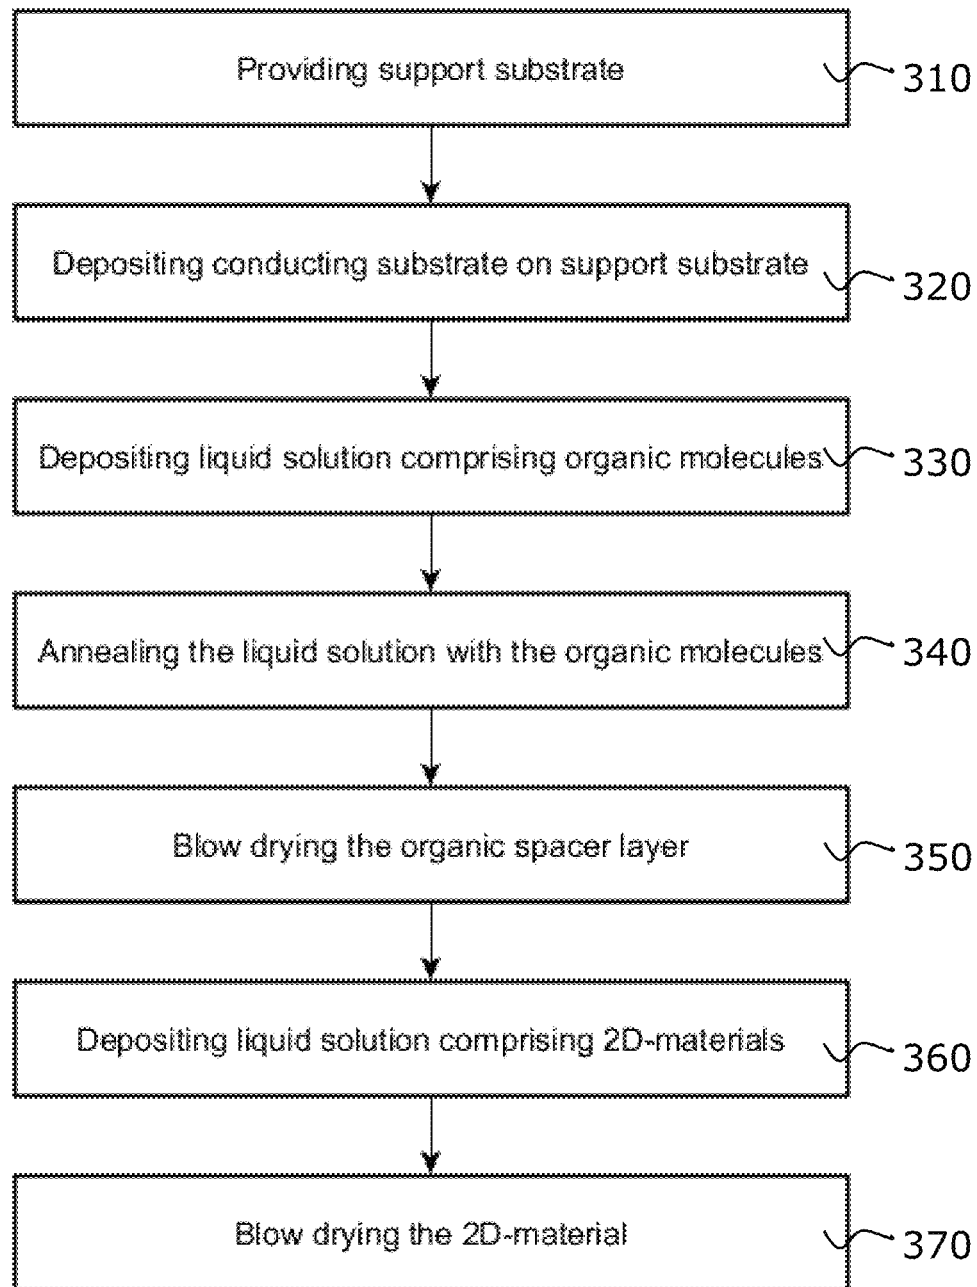 Providing support substrate 310
Depositing conducting substrate on support substrate 320
Depositing liquid solution comprising organic molecules 330
Annealing the liquid solution with the organic molecules 340
Blow drying the organic spacer layer 350
Depositing liquid solution comprising 2D-materials 360
Blow drying the 2D-material 370